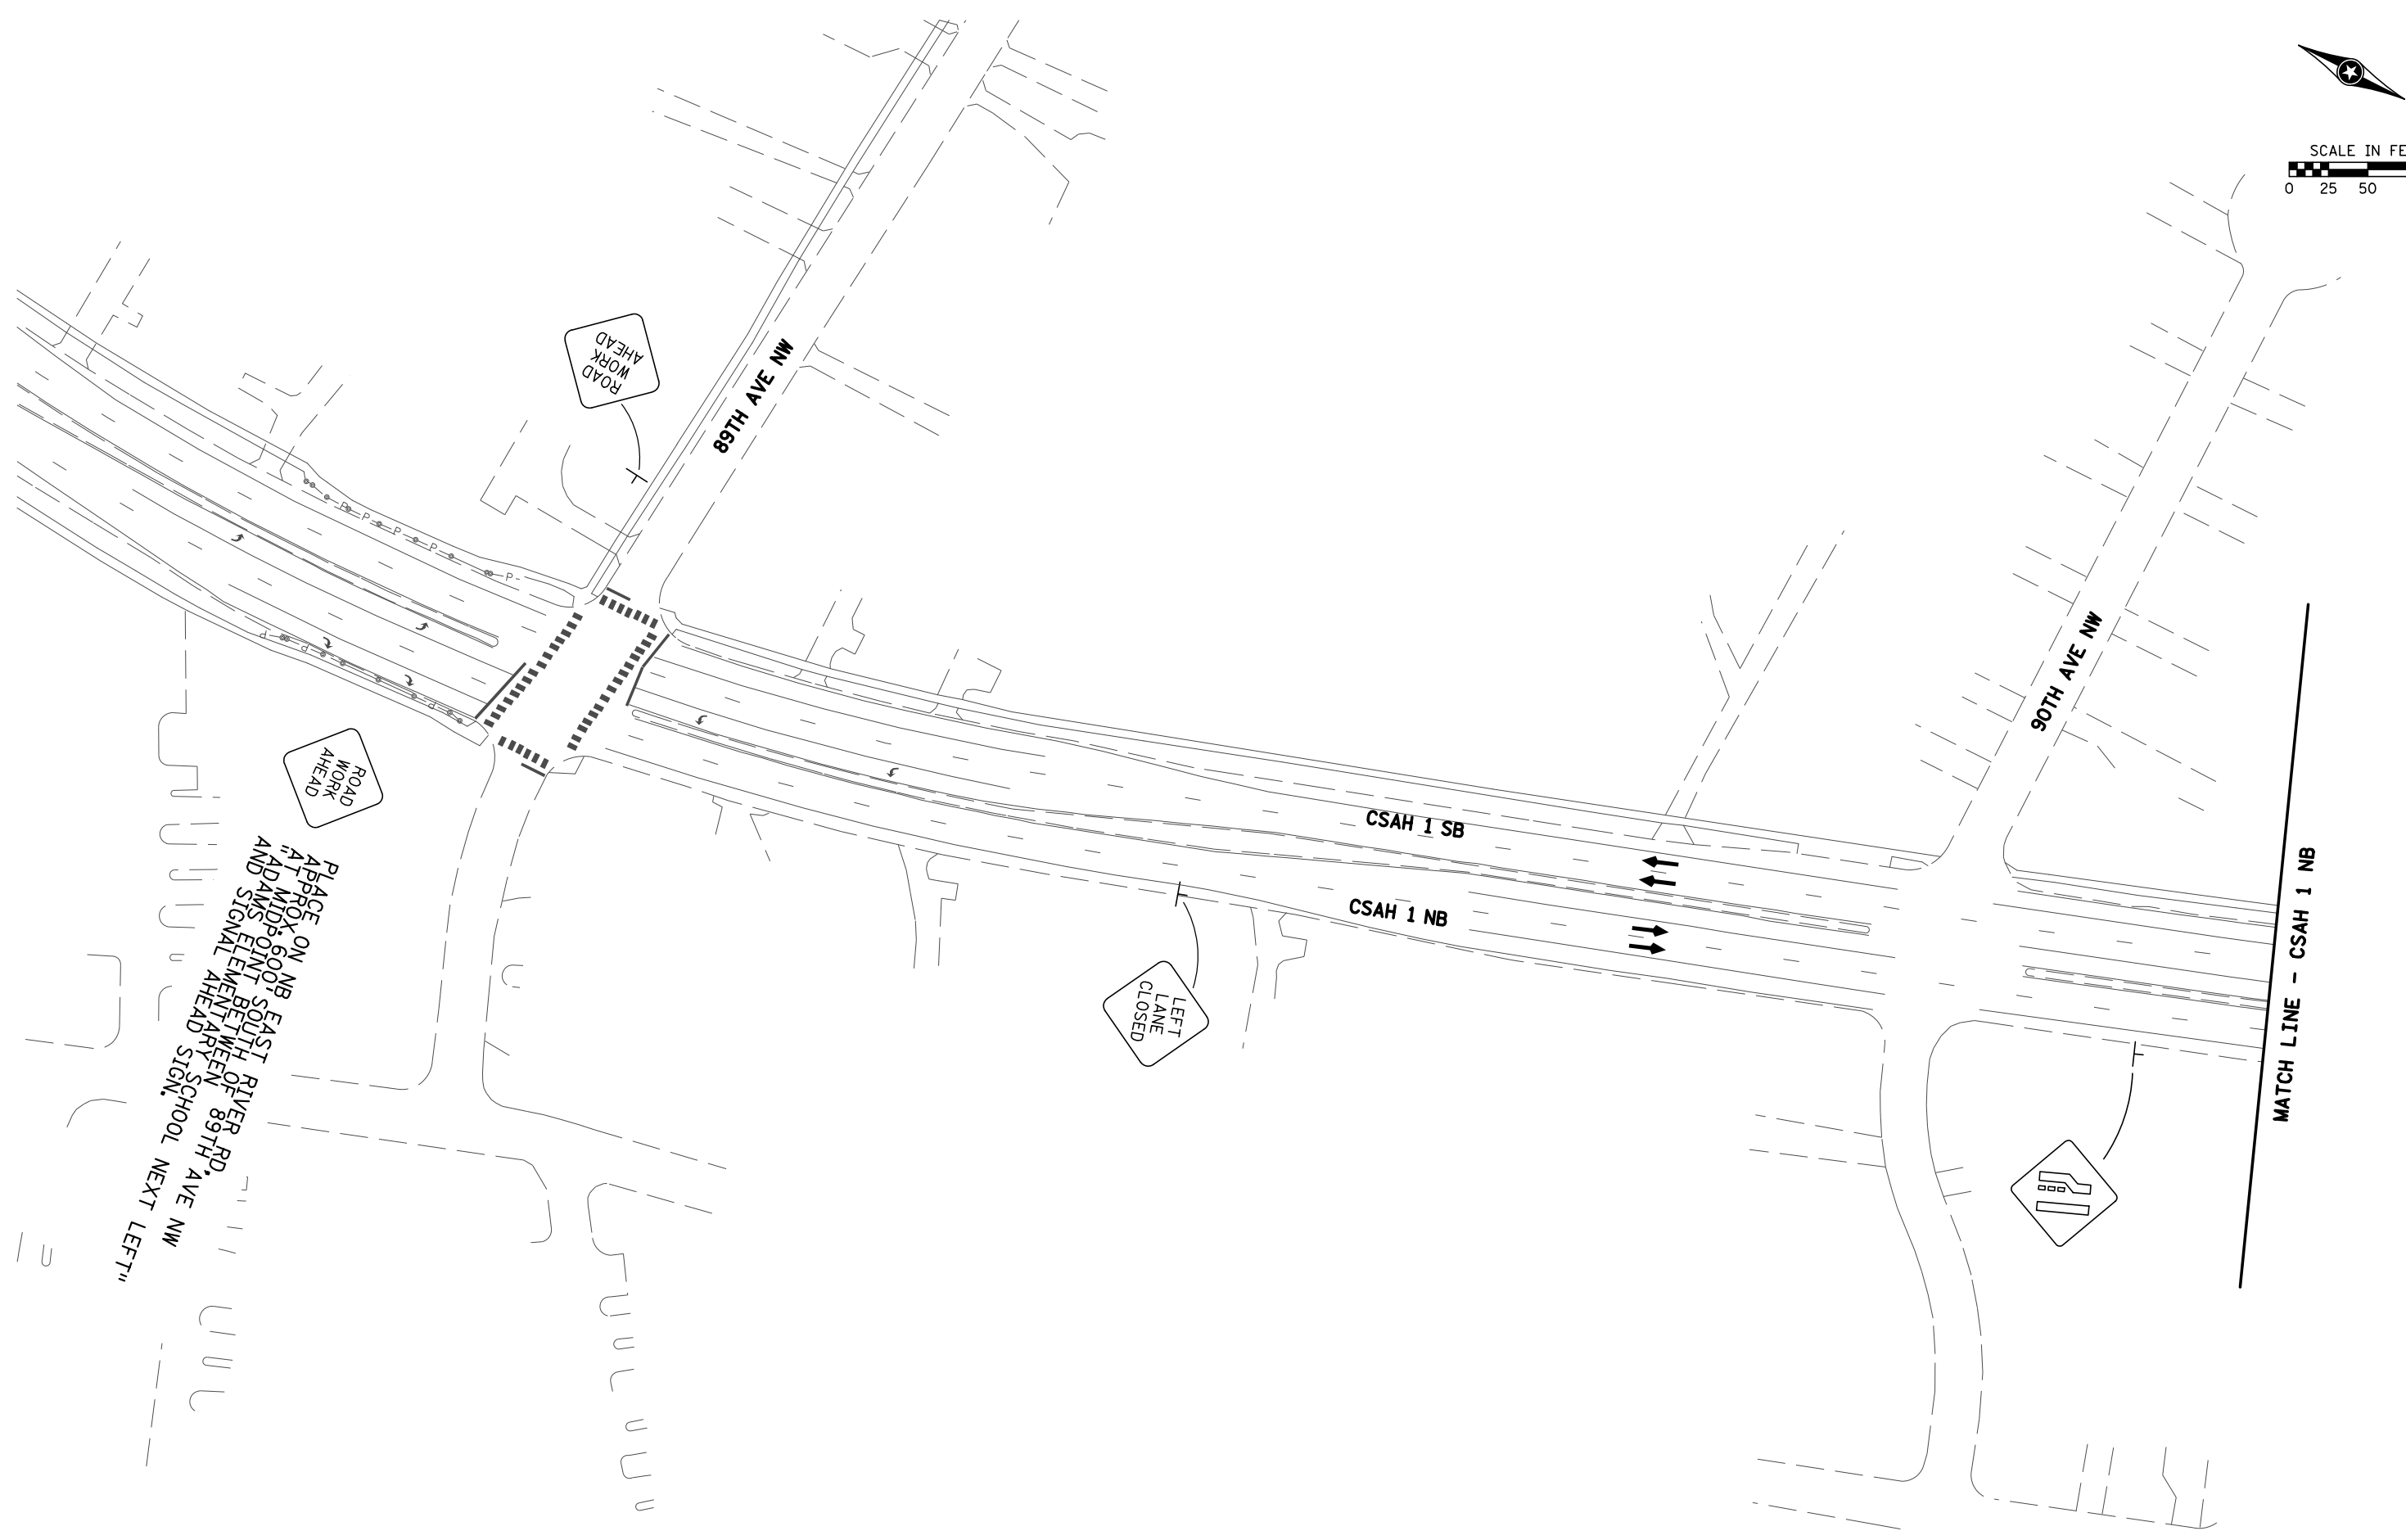 SCALE IN FE
0 25 50
89TH AVE NW
ROAD
WORK
AHEAD
P P P P P
P P P
ROAD
WORK
AHEAD
PLACE ON NB EAST RIVER RD.
APPROX. 600' SOUTH OF 89TH AVE NW
AT MIDPOINT BETWEEN
"ADAMS ELEMENTARY SCHOOL NEXT LEFT"
AND SIGNAL AHEAD SIGN.
CSAH 1 SB
CSAH 1 NB
LEFT
LANE
CLOSED
90TH AVE NW
MATCH LINE - CSAH 1 NB